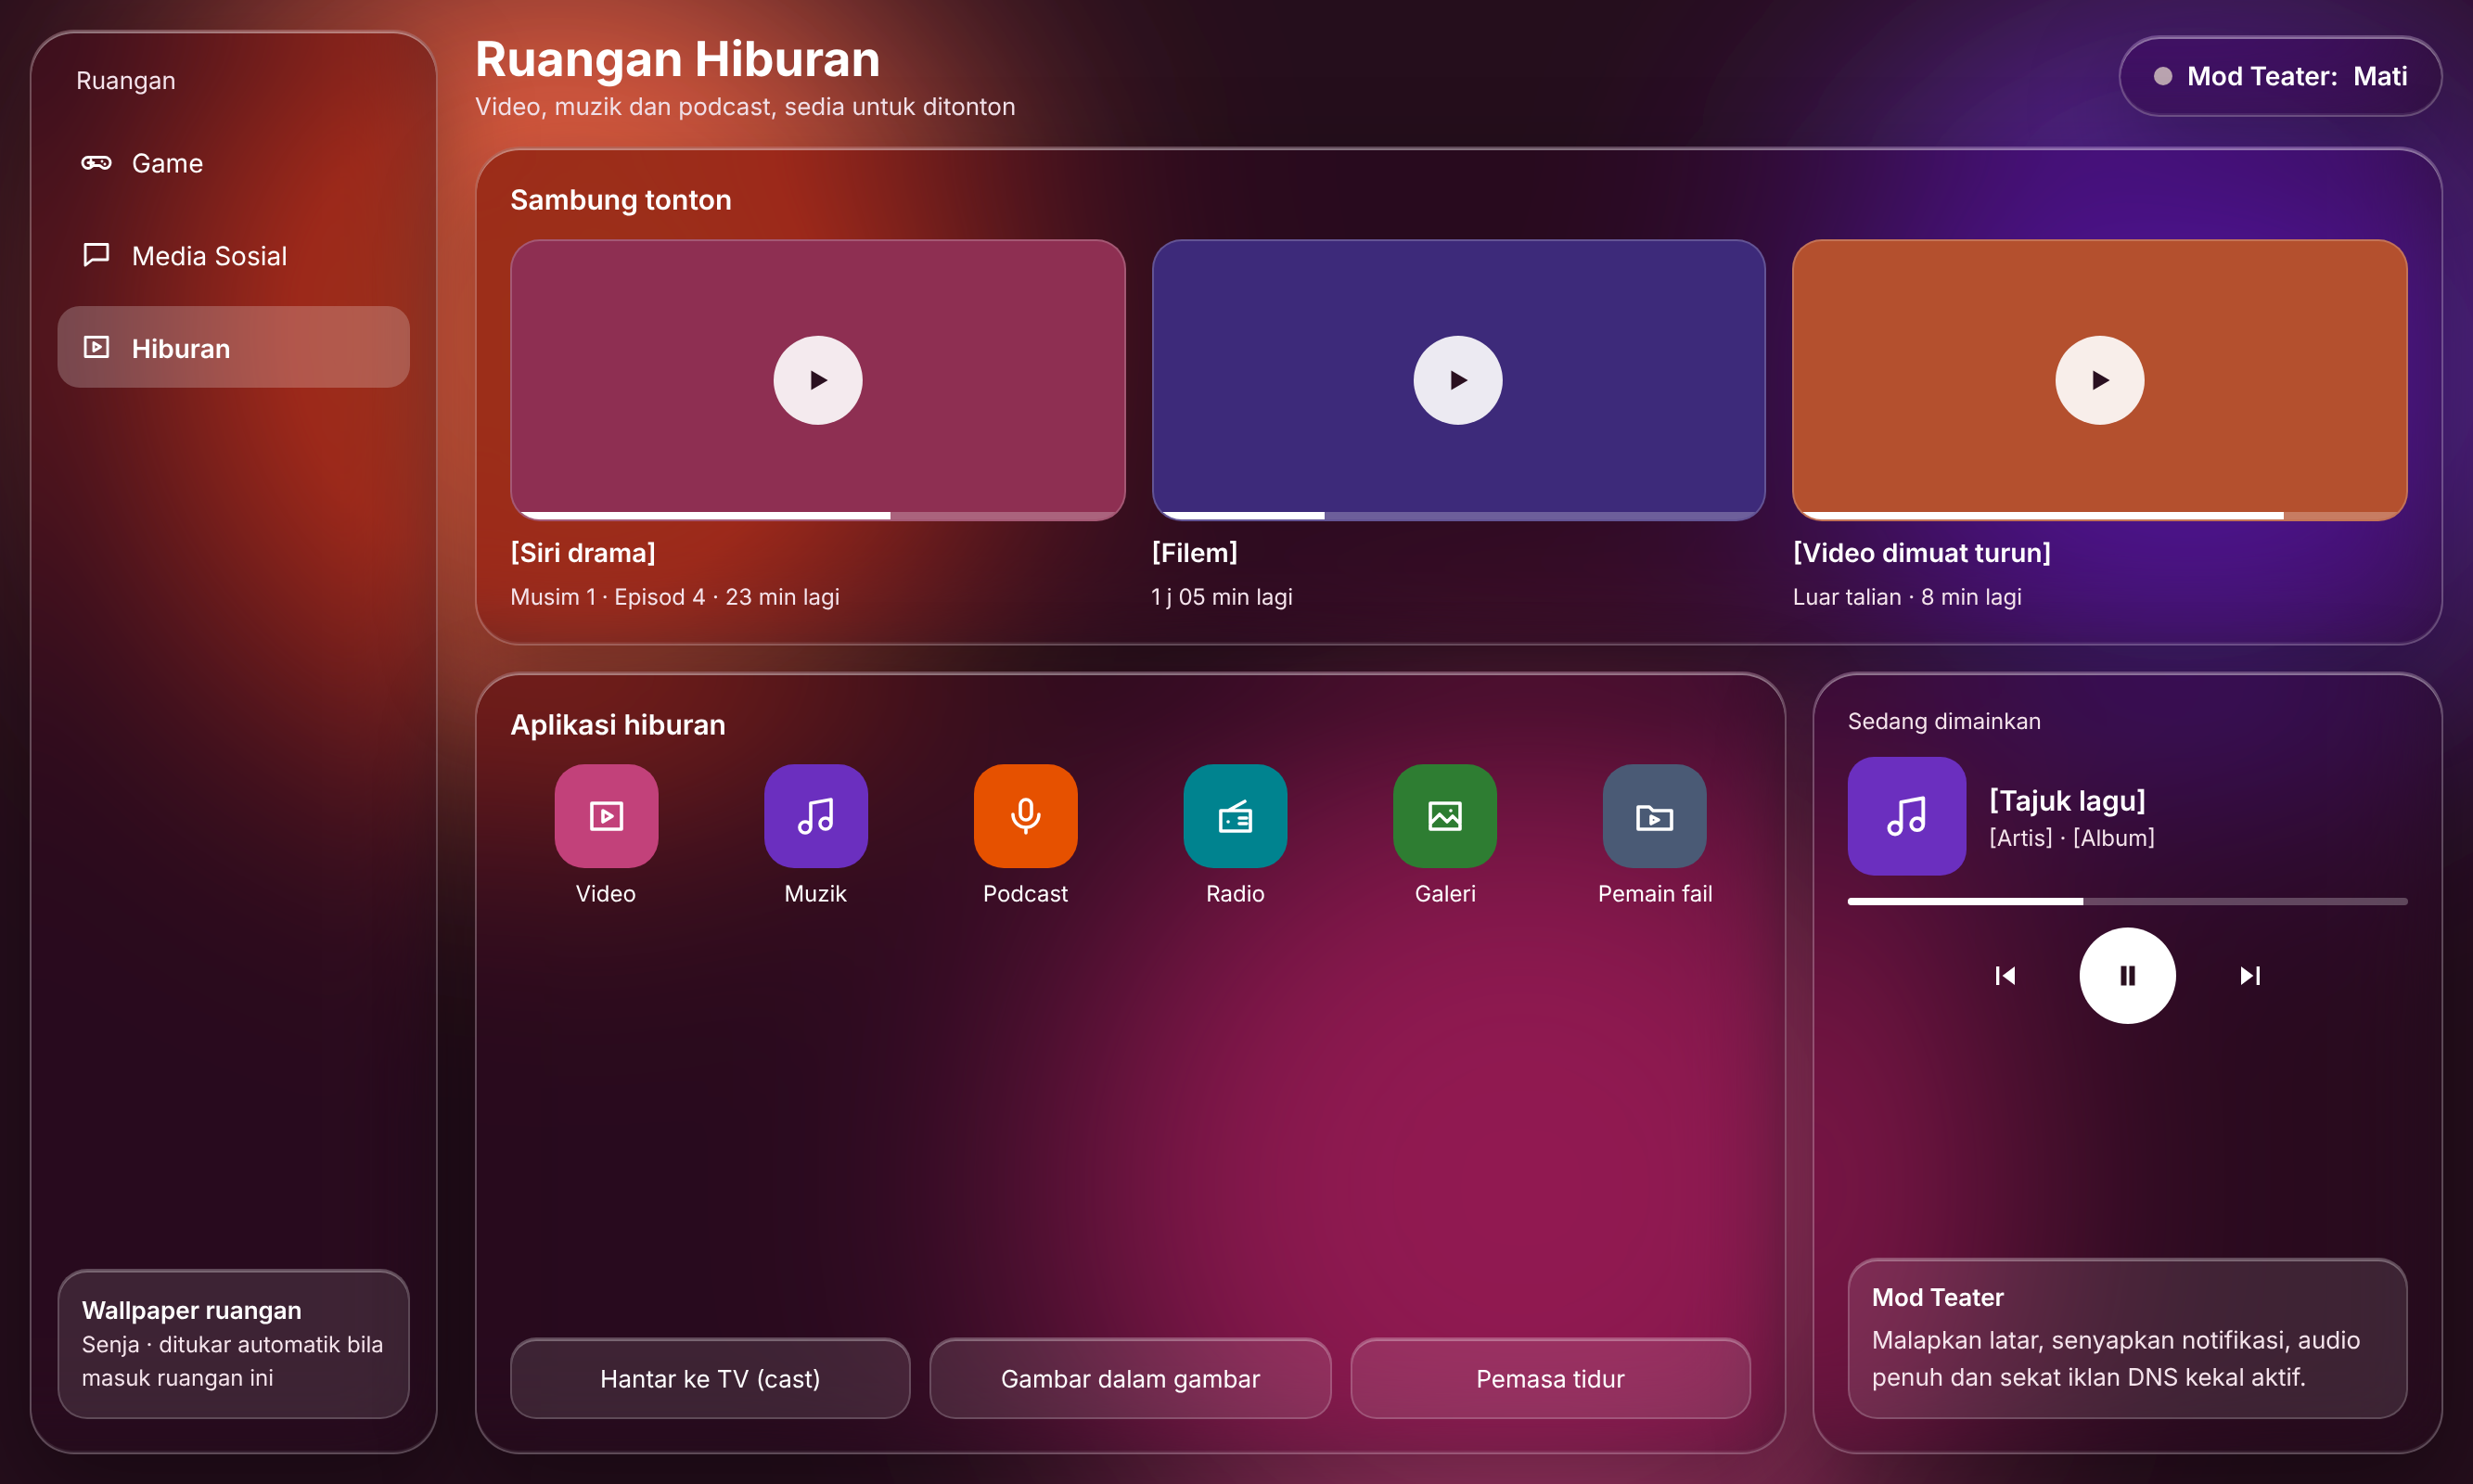 Ruangan
Game
Media Sosial
Hiburan
Wallpaper ruangan
Senja · ditukar automatik bila
masuk ruangan ini
Ruangan Hiburan
Video, muzik dan podcast, sedia untuk ditonton
Mod Teater: Mati
Sambung tonton
[Siri drama]
Musim 1 · Episod 4 · 23 min lagi
[Filem]
1 j 05 min lagi
[Video dimuat turun]
Luar talian · 8 min lagi
Aplikasi hiburan
Video
Muzik
Podcast
Radio
Galeri
Pemain fail
Hantar ke TV (cast)
Gambar dalam gambar
Pemasa tidur
Sedang dimainkan
[Tajuk lagu]
[Artis] · [Album]
Mod Teater
Malapkan latar, senyapkan notifikasi, audio
penuh dan sekat iklan DNS kekal aktif.